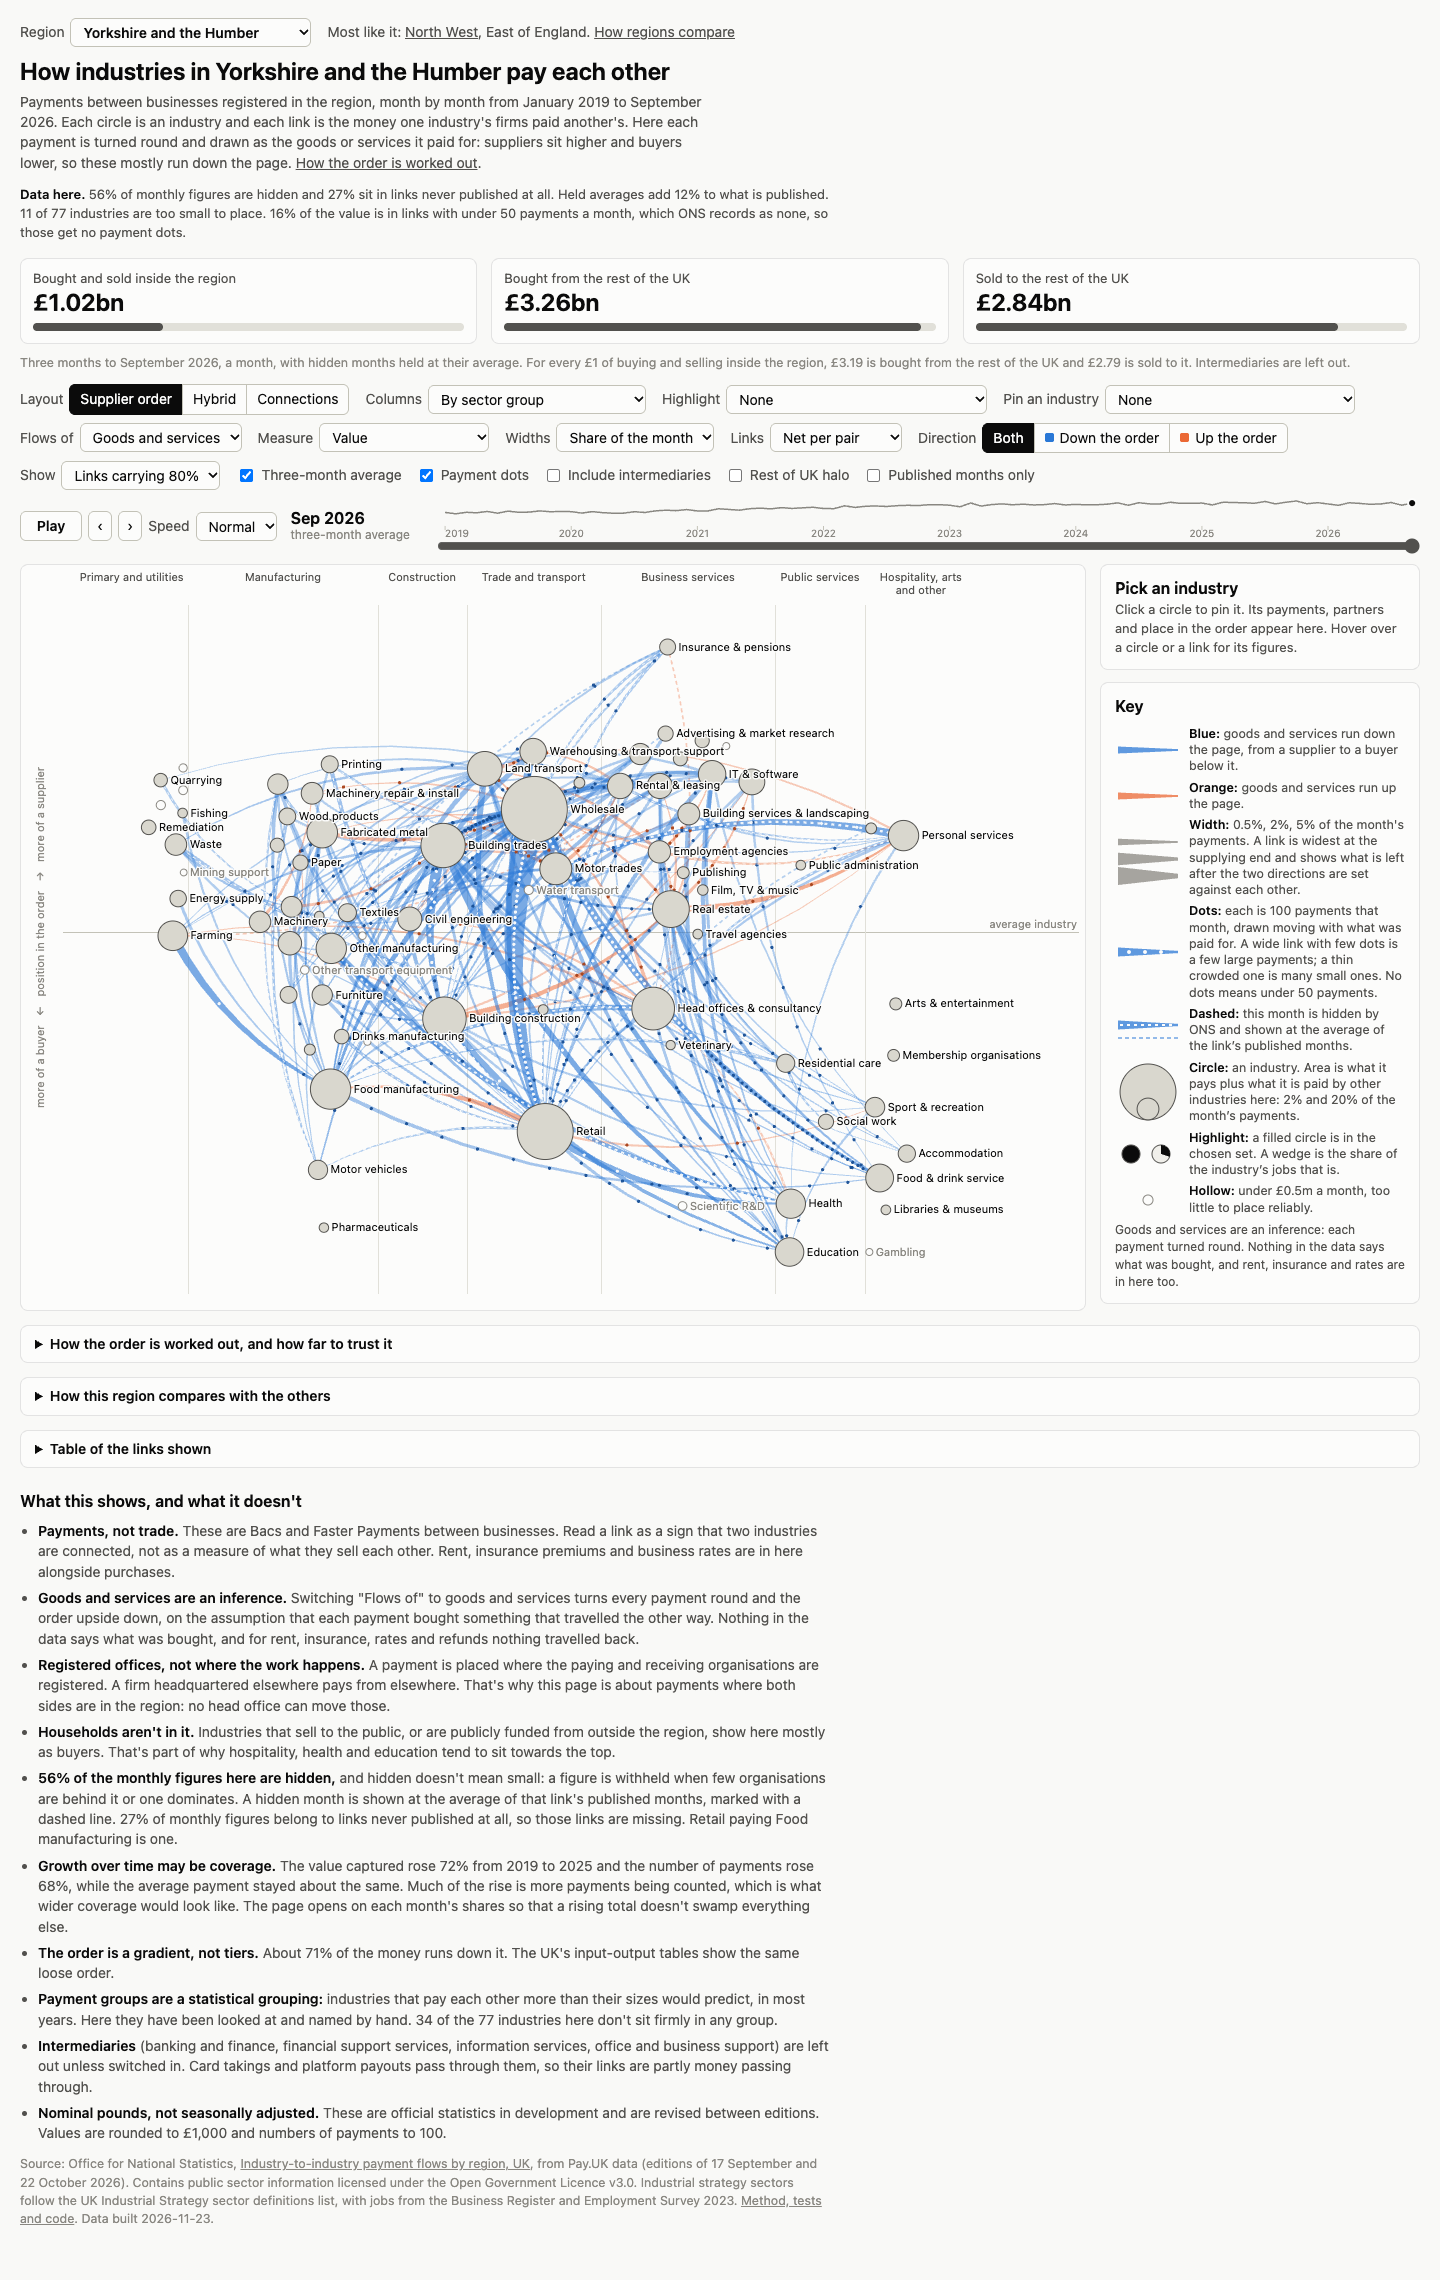 Region Yorkshire and the Humber Most like it: North West, East of England. How regions compare
How industries in Yorkshire and the Humber pay each other
Payments between businesses registered in the region, month by month from January 2019 to September
2026. Each circle is an industry and each link is the money one industry's firms paid another's. Here each
payment is turned round and drawn as the goods or services it paid for: suppliers sit higher and buyers
lower, so these mostly run down the page. How the order is worked out.
Data here. 56% of monthly figures are hidden and 27% sit in links never published at all. Held averages add 12% to what is published.
11 of 77 industries are too small to place. 16% of the value is in links with under 50 payments a month, which ONS records as none, so
those get no payment dots.
Bought and sold inside the region
£1.02bn
Bought from the rest of the UK
£3.26bn
Sold to the rest of the UK
£2.84bn
Three months to September 2026, a month, with hidden months held at their average. For every £1 of buying and selling inside the region, £3.19 is bought from the rest of the UK and £2.79 is sold to it. Intermediaries are left out.
Layout Supplier order Hybrid Connections Columns By sector group Highlight None Pin an industry None
Flows of Goods and services Measure Value Widths Share of the month Links Net per pair Direction Both Down the order Up the order
Show Links carrying 80% Three-month average Payment dots Include intermediaries Rest of UK halo Published months only
Play ‹ › Speed Normal Sep 2026
three-month average
2019 2020 2021 2022 2023 2024 2025 2026
Primary and utilities Manufacturing Construction Trade and transport Business services Public services Hospitality, arts
and other
more of a buyer ← position in the order → more of a supplier
Insurance & pensions
Advertising & market research
Warehousing & transport support
Printing
Land transport
IT & software
Quarrying
Rental & leasing
Machinery repair & install
Wholesale
Fishing
Wood products
Building services & landscaping
Remediation
Fabricated metal
Personal services
Waste
Building trades
Employment agencies
Paper
Public administration
Motor trades
Mining support
Publishing
Water transport
Film, TV & music
Energy supply
Textiles
Real estate
Machinery
Civil engineering
average industry
Farming
Travel agencies
Other manufacturing
Other transport equipment
Furniture
Arts & entertainment
Head offices & consultancy
Building construction
Drinks manufacturing
Veterinary
Membership organisations
Residential care
Food manufacturing
Sport & recreation
Social work
Retail
Accommodation
Motor vehicles
Food & drink service
Health
Scientific R&D
Libraries & museums
Pharmaceuticals
Education
Gambling
Pick an industry
Click a circle to pin it. Its payments, partners
and place in the order appear here. Hover over
a circle or a link for its figures.
Key
Blue: goods and services run down
the page, from a supplier to a buyer
below it.
Orange: goods and services run up
the page.
Width: 0.5%, 2%, 5% of the month's
payments. A link is widest at the
supplying end and shows what is left
after the two directions are set
against each other.
Dots: each is 100 payments that
month, drawn moving with what was
paid for. A wide link with few dots is
a few large payments; a thin
crowded one is many small ones. No
dots means under 50 payments.
Dashed: this month is hidden by
ONS and shown at the average of
the link's published months.
Circle: an industry. Area is what it
pays plus what it is paid by other
industries here: 2% and 20% of the
month's payments.
Highlight: a filled circle is in the
chosen set. A wedge is the share of
the industry's jobs that is.
Hollow: under £0.5m a month, too
little to place reliably.
Goods and services are an inference: each
payment turned round. Nothing in the data says
what was bought, and rent, insurance and rates are
in here too.
How the order is worked out, and how far to trust it
How this region compares with the others
Table of the links shown
What this shows, and what it doesn't
• Payments, not trade. These are Bacs and Faster Payments between businesses. Read a link as a sign that two industries
are connected, not as a measure of what they sell each other. Rent, insurance premiums and business rates are in here
alongside purchases.
• Goods and services are an inference. Switching "Flows of" to goods and services turns every payment round and the
order upside down, on the assumption that each payment bought something that travelled the other way. Nothing in the
data says what was bought, and for rent, insurance, rates and refunds nothing travelled back.
• Registered offices, not where the work happens. A payment is placed where the paying and receiving organisations are
registered. A firm headquartered elsewhere pays from elsewhere. That's why this page is about payments where both
sides are in the region: no head office can move those.
• Households aren't in it. Industries that sell to the public, or are publicly funded from outside the region, show here mostly
as buyers. That's part of why hospitality, health and education tend to sit towards the top.
• 56% of the monthly figures here are hidden, and hidden doesn't mean small: a figure is withheld when few organisations
are behind it or one dominates. A hidden month is shown at the average of that link's published months, marked with a
dashed line. 27% of monthly figures belong to links never published at all, so those links are missing. Retail paying Food
manufacturing is one.
• Growth over time may be coverage. The value captured rose 72% from 2019 to 2025 and the number of payments rose
68%, while the average payment stayed about the same. Much of the rise is more payments being counted, which is what
wider coverage would look like. The page opens on each month's shares so that a rising total doesn't swamp everything
else.
• The order is a gradient, not tiers. About 71% of the money runs down it. The UK's input-output tables show the same
loose order.
• Payment groups are a statistical grouping: industries that pay each other more than their sizes would predict, in most
years. Here they have been looked at and named by hand. 34 of the 77 industries here don't sit firmly in any group.
• Intermediaries (banking and finance, financial support services, information services, office and business support) are left
out unless switched in. Card takings and platform payouts pass through them, so their links are partly money passing
through.
• Nominal pounds, not seasonally adjusted. These are official statistics in development and are revised between editions.
Values are rounded to £1,000 and numbers of payments to 100.
Source: Office for National Statistics, Industry-to-industry payment flows by region, UK, from Pay.UK data (editions of 17 September and
22 October 2026). Contains public sector information licensed under the Open Government Licence v3.0. Industrial strategy sectors
follow the UK Industrial Strategy sector definitions list, with jobs from the Business Register and Employment Survey 2023. Method, tests
and code. Data built 2026-11-23.